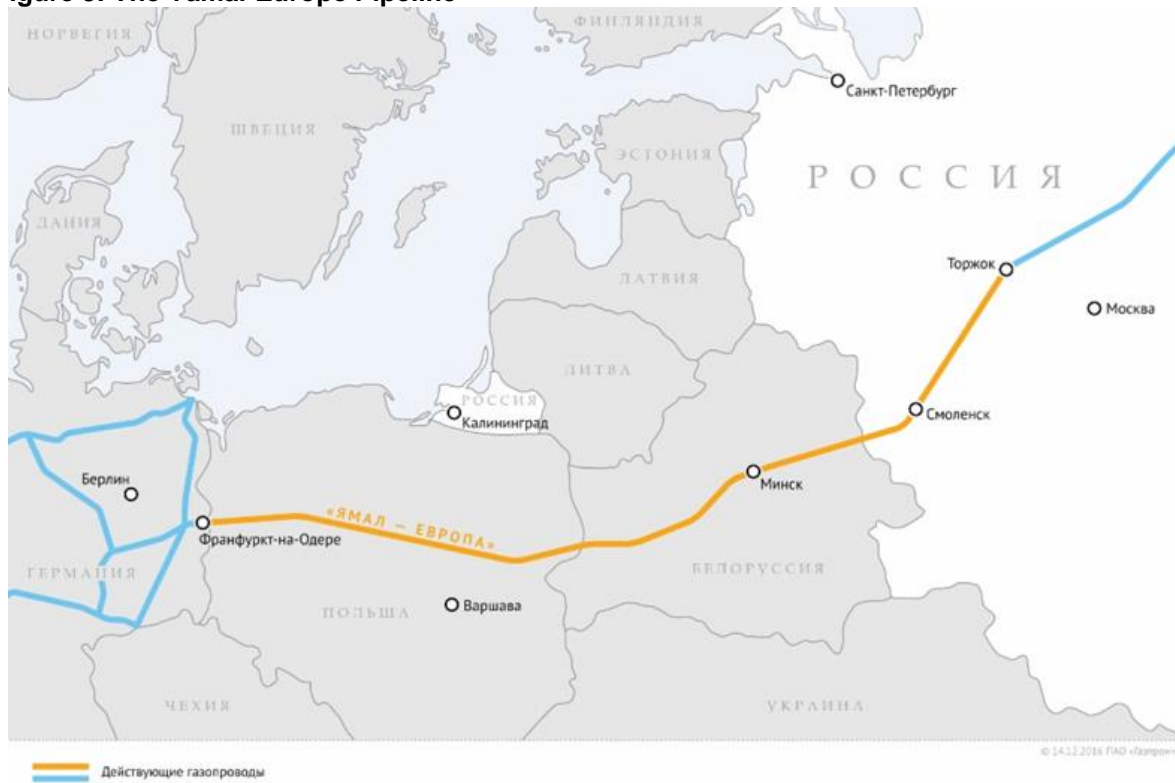 igure 3. The Yamal Europe Pipeline
НОРВЕГИЯ
ФИНЛЯНДИЯ
Санкт-Петербург
ШВЕЦИЯ
ЭСТОНИЯ
РОССИЯ
ДАНИЯ
ЛАТВИЯ
Торжок
Москва
ЛИТВА
РОССИЯ
Калининград
Смоленск
Берлин
Минск
«ЯМАЛ — ЕВРОПА»
Франфуркт-на-Одере
ГЕРМАНИЯ
БЕЛОРУССИЯ
ПОЛЬША
Варшава
ЧЕХИЯ
УКРАИНА
© 14.12.2016 ПАО «Газпром»
Действующие газопроводы